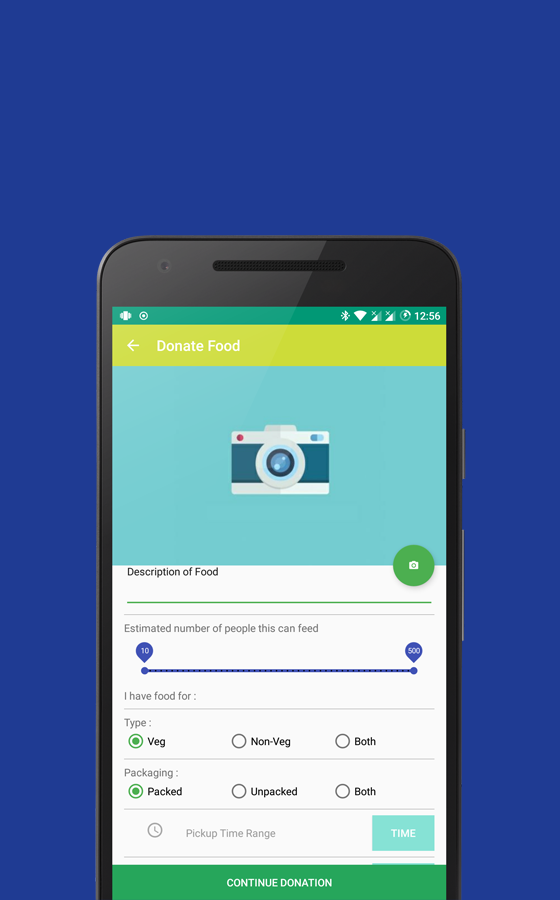 12:56
Donate Food
Description of Food
Estimated number of people this can feed
10 500
I have food for :
Type :
Veg Non-Veg Both
Packaging :
Packed Unpacked Both
Pickup Time Range TIME
CONTINUE DONATION